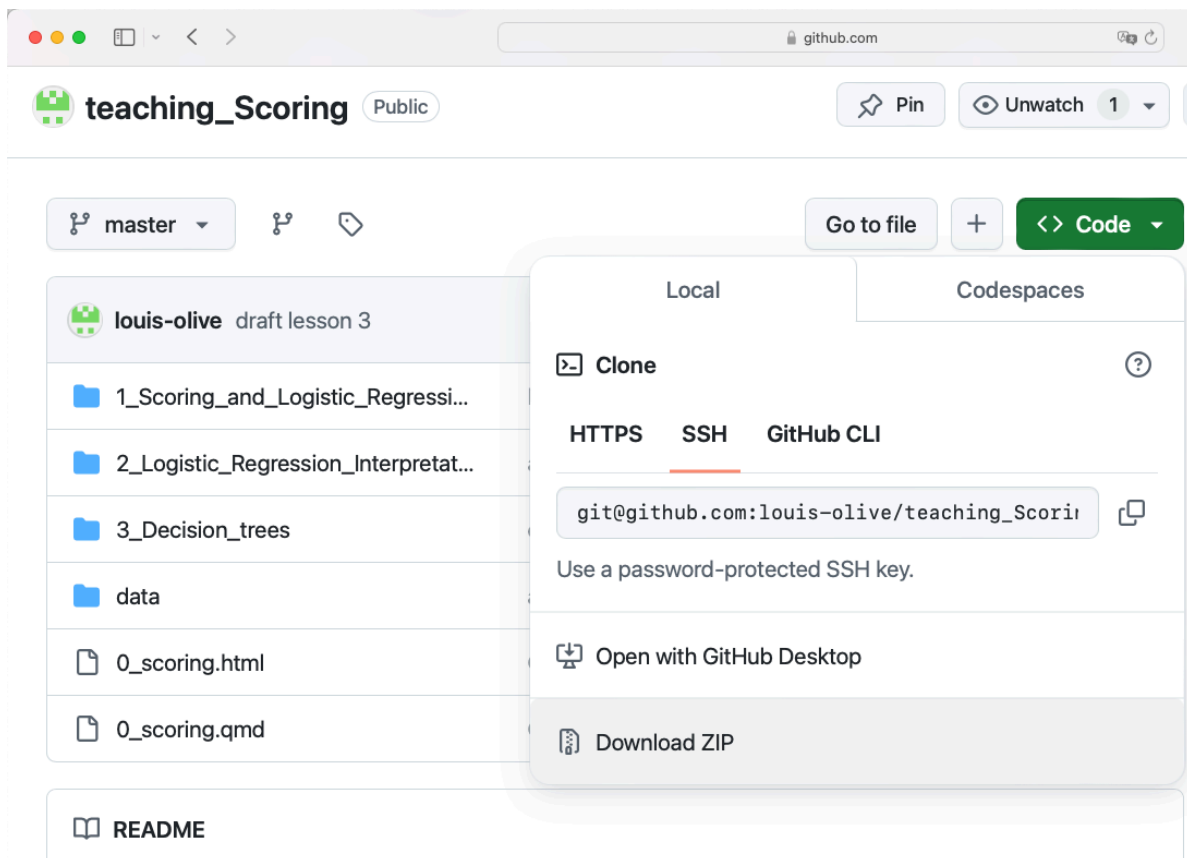 github.com
teaching_Scoring Public Pin Unwatch 1
master Go to file + <> Code
Local Codespaces
louis-olive draft lesson 3
Clone
1_Scoring_and_Logistic_Regressi...
HTTPS SSH GitHub CLI
2_Logistic_Regression_Interpretat...
git@github.com:louis-olive/teaching_Scorin
3_Decision_trees
Use a password-protected SSH key.
data
Open with GitHub Desktop
0_scoring.html
0_scoring.qmd
Download ZIP
README